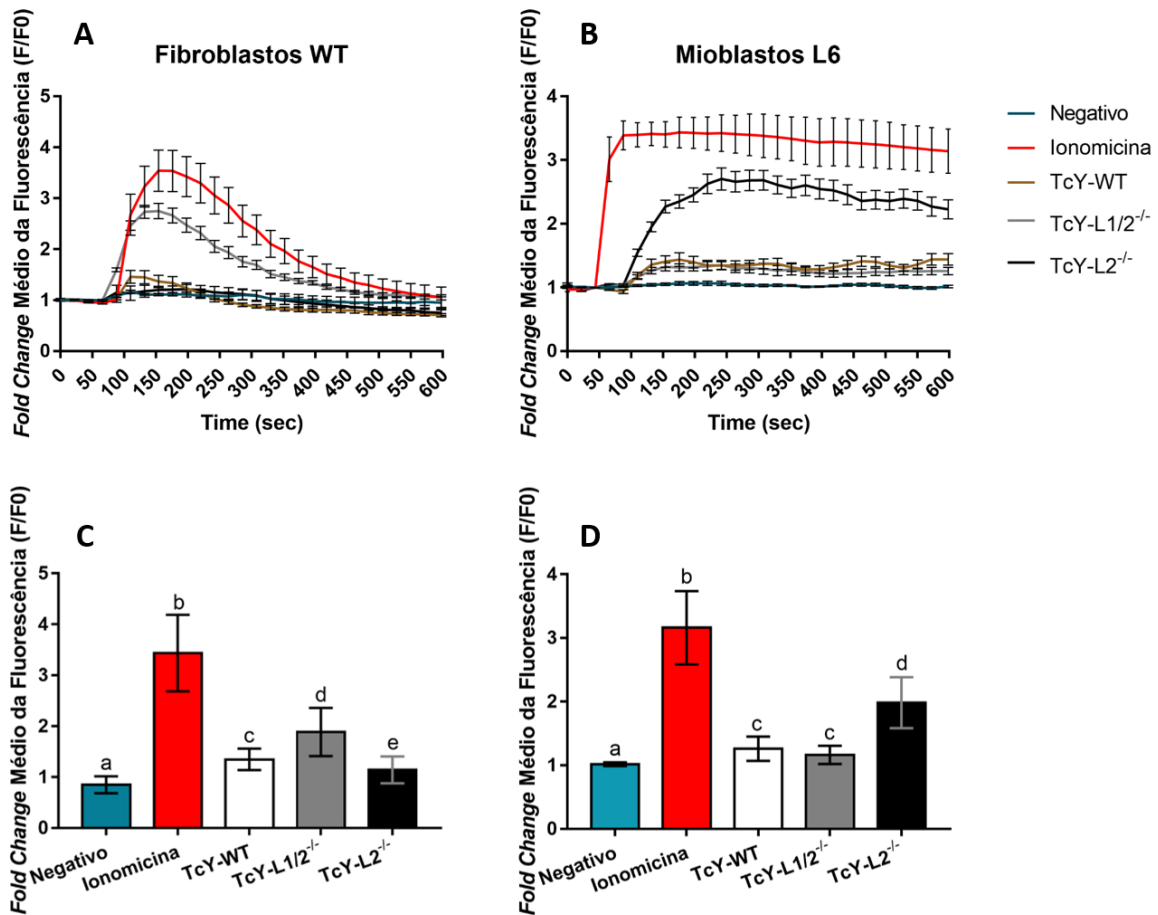 A
Fibroblastos WT
Fold Change Médio da Fluorescência (F/F0)
5
4
3
2
1
0
0
50
100
150
200
250
300
350
400
450
500
550
600
Time (sec)
B
Mioblastos L6
Fold Change Médio da Fluorescência (F/F0)
4
3
2
1
0
0
50
100
150
200
250
300
350
400
450
500
550
600
Time (sec)
Negativo
Ionomicina
TcY-WT
TcY-L1/2-/-
TcY-L2-/-
C
Fold Change Médio da Fluorescência (F/F0)
5
4
3
2
1
0
a
b
c
d
e
Negativo
Ionomicina
TcY-WT
TcY-L1/2-/-
TcY-L2-/-
D
Fold Change Médio da Fluorescência (F/F0)
4
3
2
1
0
a
b
c
c
d
Negativo
Ionomicina
TcY-WT
TcY-L1/2-/-
TcY-L2-/-